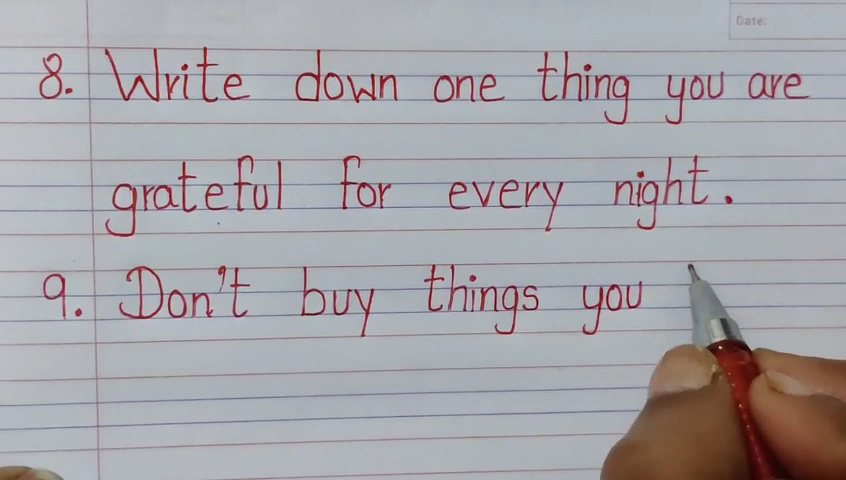 Date:
8. Write down one thing you are
grateful for every night.
9. Don't buy things you